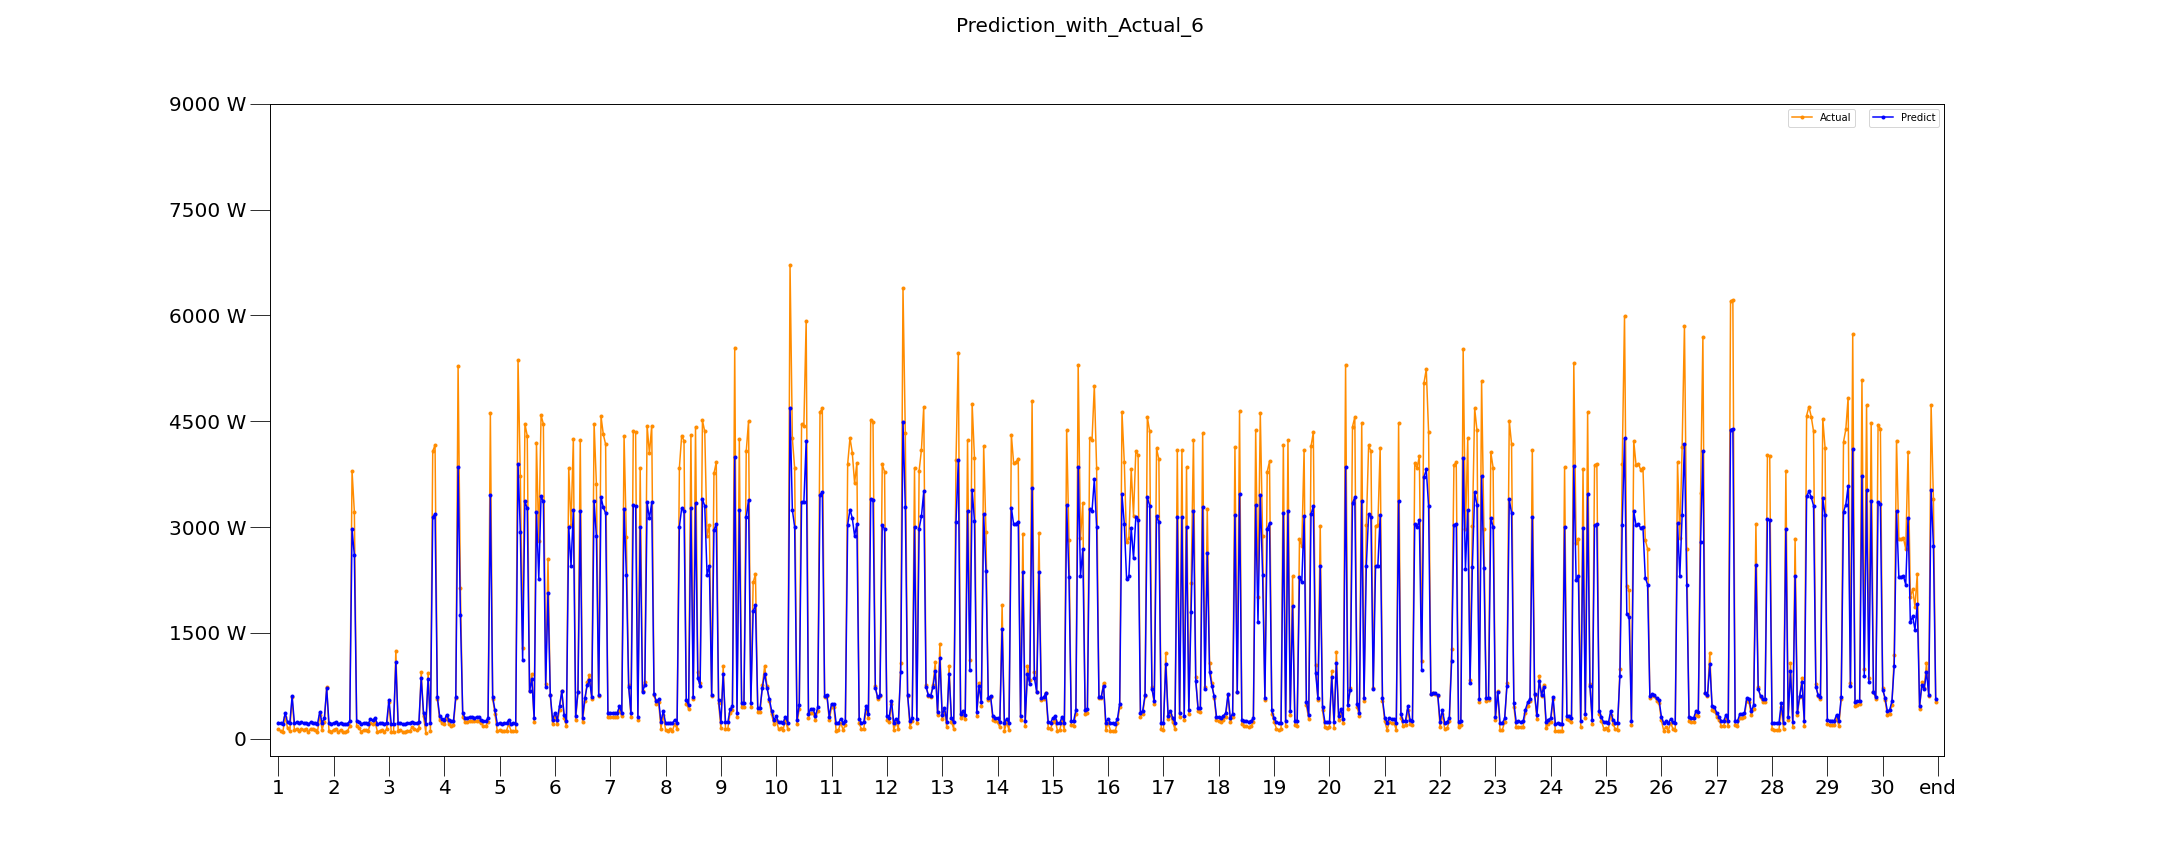 Prediction_with_Actual_6
9000 W
Actual Predict
7500 W
6000 W
4500 W
3000 W
1500 W
0
1 2 3 4 5 6 7 8 9 10 11 12 13 14 15 16 17 18 19 20 21 22 23 24 25 26 27 28 29 30 end